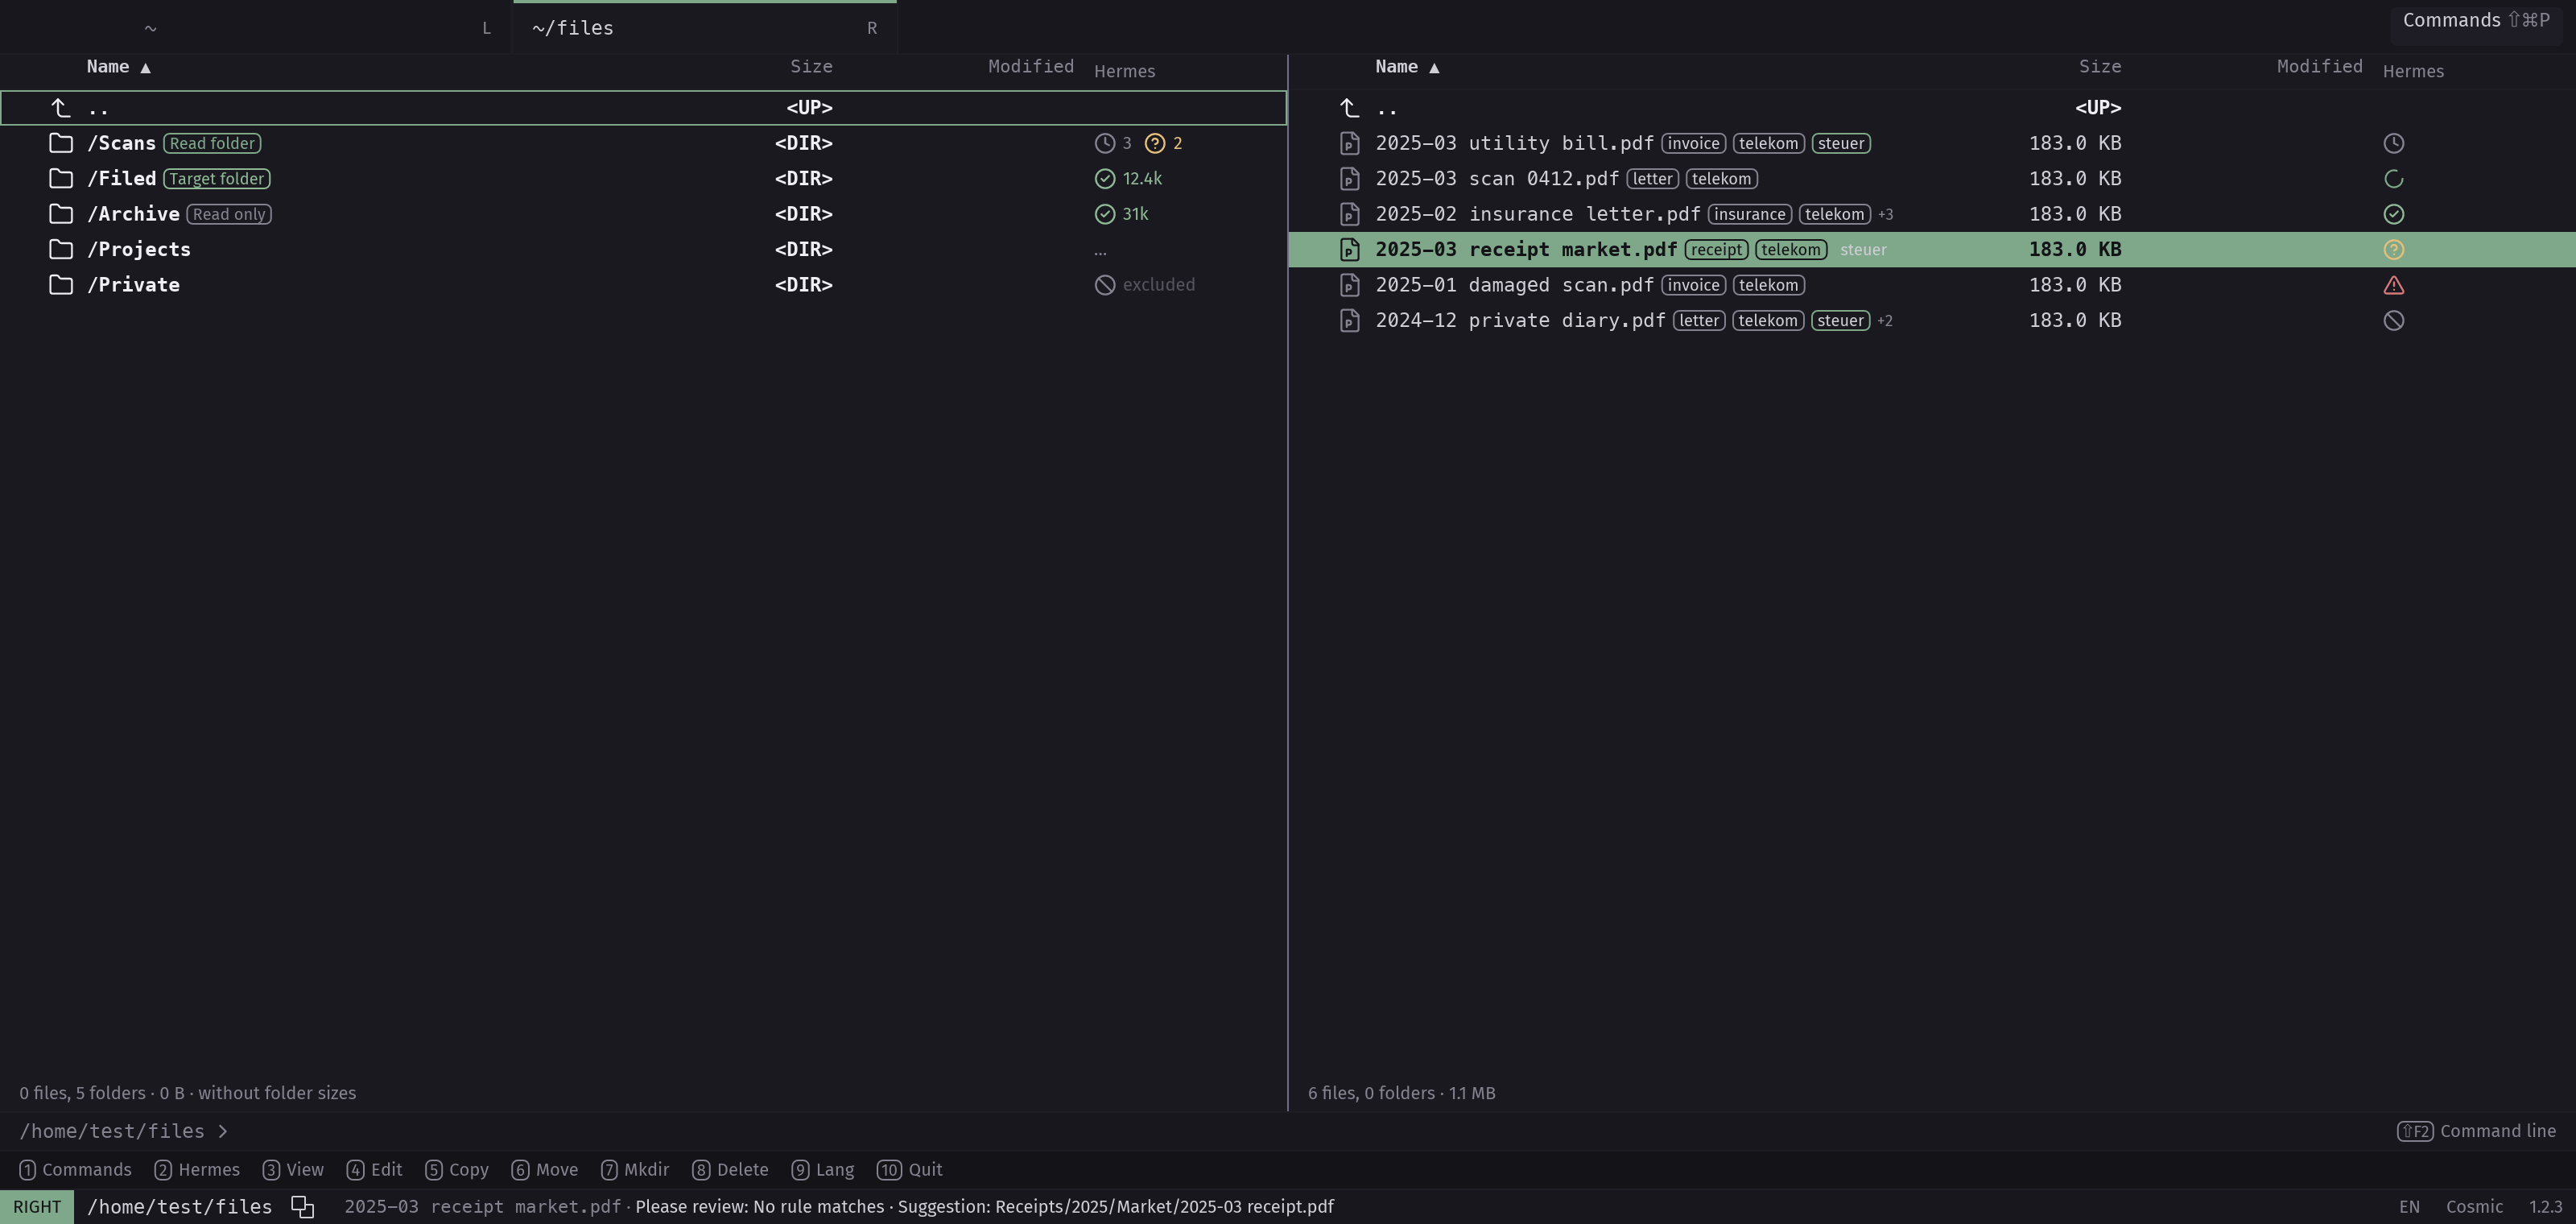 ~ L ~/files R Commands ⇧⌘P
Name ▲ Size Modified Hermes
.. <UP>
/Scans Read folder <DIR> 3 2
/Filed Target folder <DIR> 12.4k
/Archive Read only <DIR> 31k
/Projects <DIR> ...
/Private <DIR> excluded
0 files, 5 folders · 0 B · without folder sizes
Name ▲ Size Modified Hermes
.. <UP>
2025-03 utility bill.pdf invoice telekom steuer 183.0 KB
2025-03 scan 0412.pdf letter telekom 183.0 KB
2025-02 insurance letter.pdf insurance telekom +3 183.0 KB
2025-03 receipt market.pdf receipt telekom steuer 183.0 KB
2025-01 damaged scan.pdf invoice telekom 183.0 KB
2024-12 private diary.pdf letter telekom steuer +2 183.0 KB
6 files, 0 folders · 1.1 MB
/home/test/files > ⇧F2 Command line
1 Commands 2 Hermes 3 View 4 Edit 5 Copy 6 Move 7 Mkdir 8 Delete 9 Lang 10 Quit
RIGHT /home/test/files 2025-03 receipt market.pdf · Please review: No rule matches · Suggestion: Receipts/2025/Market/2025-03 receipt.pdf EN Cosmic 1.2.3